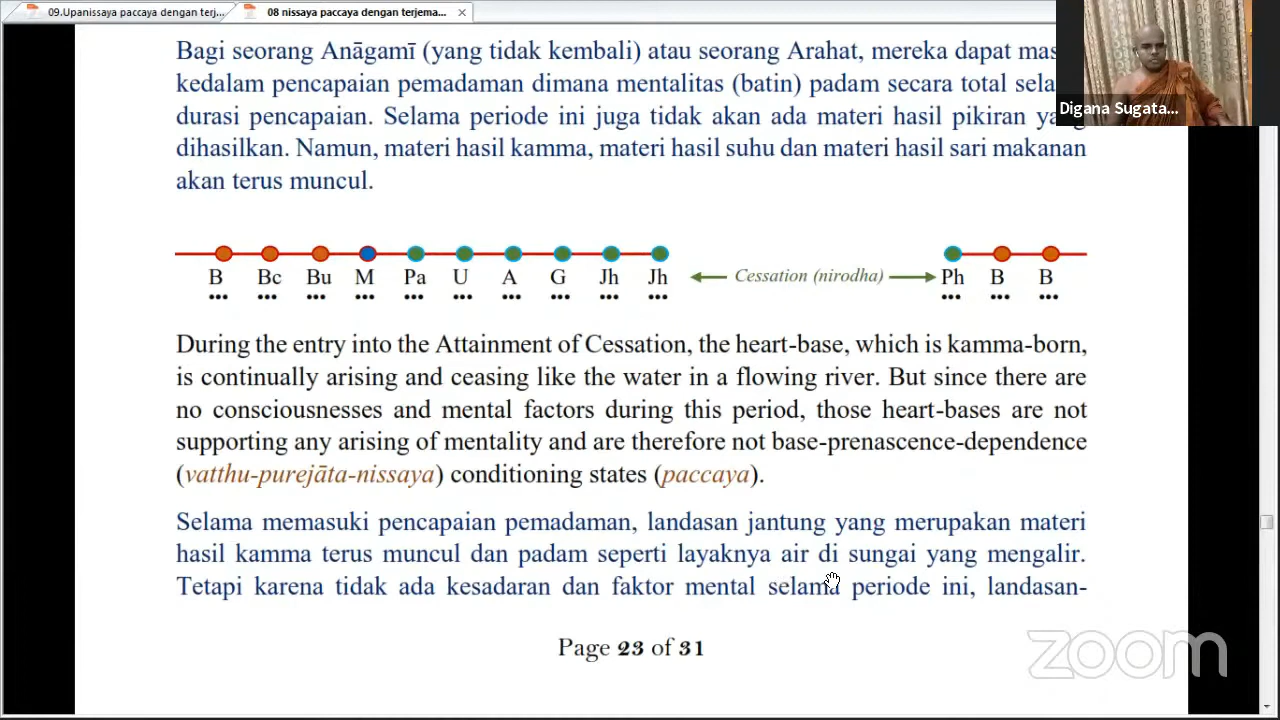 09.Upanissaya paccaya dengan terj...
08 nissaya paccaya dengan terjema...
Bagi seorang Anāgamī (yang tidak kembali) atau seorang Arahat, mereka dapat
kedalam pencapaian pemadaman dimana mentalitas (batin) padam secara total
durasi pencapaian. Selama periode ini juga tidak akan ada materi hasil pikiran
dihasilkan. Namun, materi hasil kamma, materi hasil suhu dan materi hasil sari makanan
akan terus muncul.
Digana Sugata...
B Bc Bu M Pa U A G Jh Jh Cessation (nirodha) Ph B B
... ... ... ... ... ... ... ... ... ... ... ... ...
During the entry into the Attainment of Cessation, the heart-base, which is kamma-born,
is continually arising and ceasing like the water in a flowing river. But since there are
no consciousnesses and mental factors during this period, those heart-bases are not
supporting any arising of mentality and are therefore not base-prenascence-dependence
(vatthu-purejāta-nissaya) conditioning states (paccaya).
Selama memasuki pencapaian pemadaman, landasan jantung yang merupakan materi
hasil kamma terus muncul dan padam seperti layaknya air di sungai yang mengalir.
Tetapi karena tidak ada kesadaran dan faktor mental selama periode ini, landasan-
Page 23 of 31
zoom